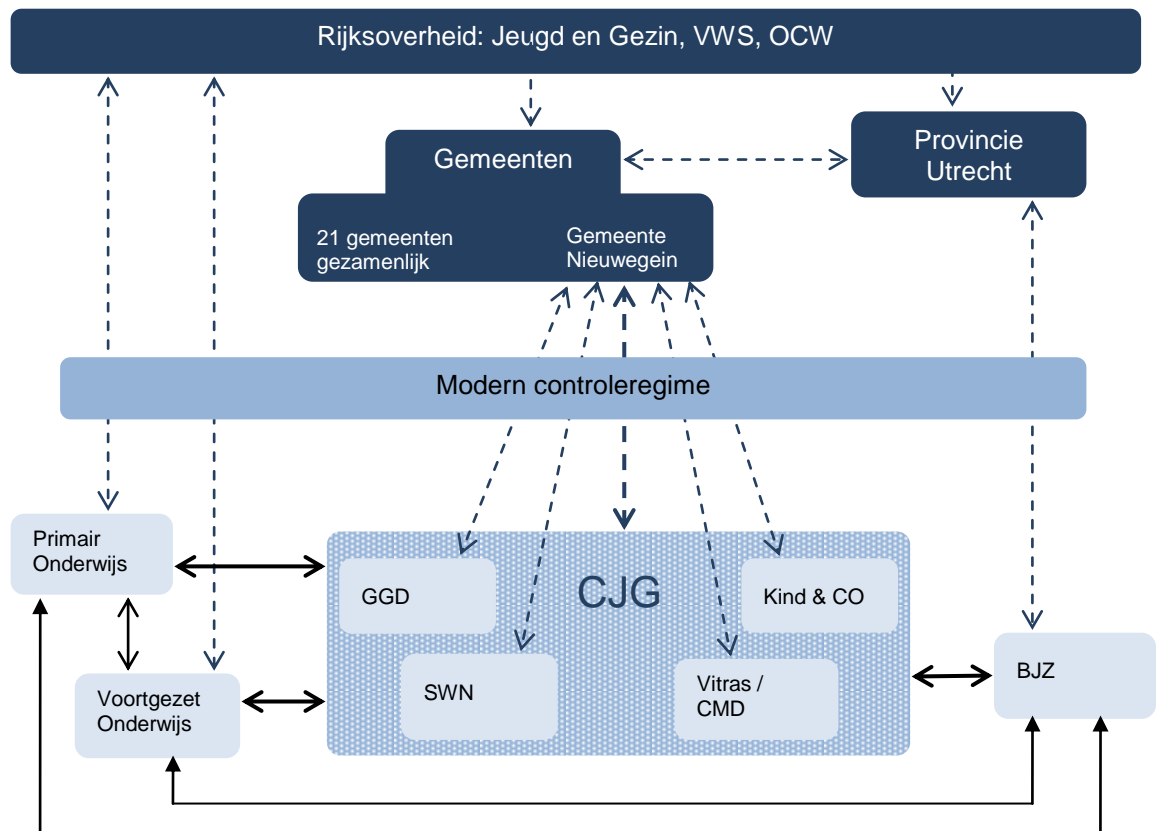 Rijksoverheid: Jeugd en Gezin, VWS, OCW
Gemeenten
Provincie
Utrecht
21 gemeenten
gezamenlijk
Gemeente
Nieuwegein
Modern controleregime
Primair
Onderwijs
Voortgezet
Onderwijs
CJG
GGD
Kind & CO
SWN
Vitras /
CMD
BJZ